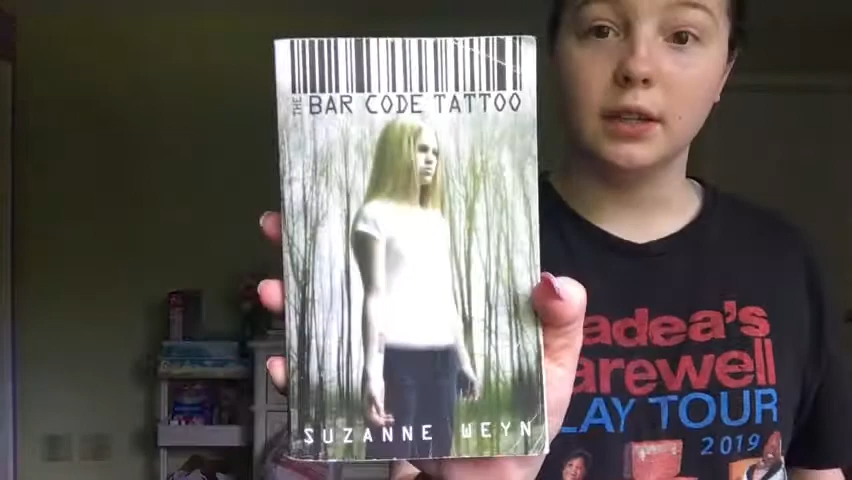 THE
BAR CODE TATTOO
SUZANNE WEYN
adea's
arewell
LAY TOUR
2019